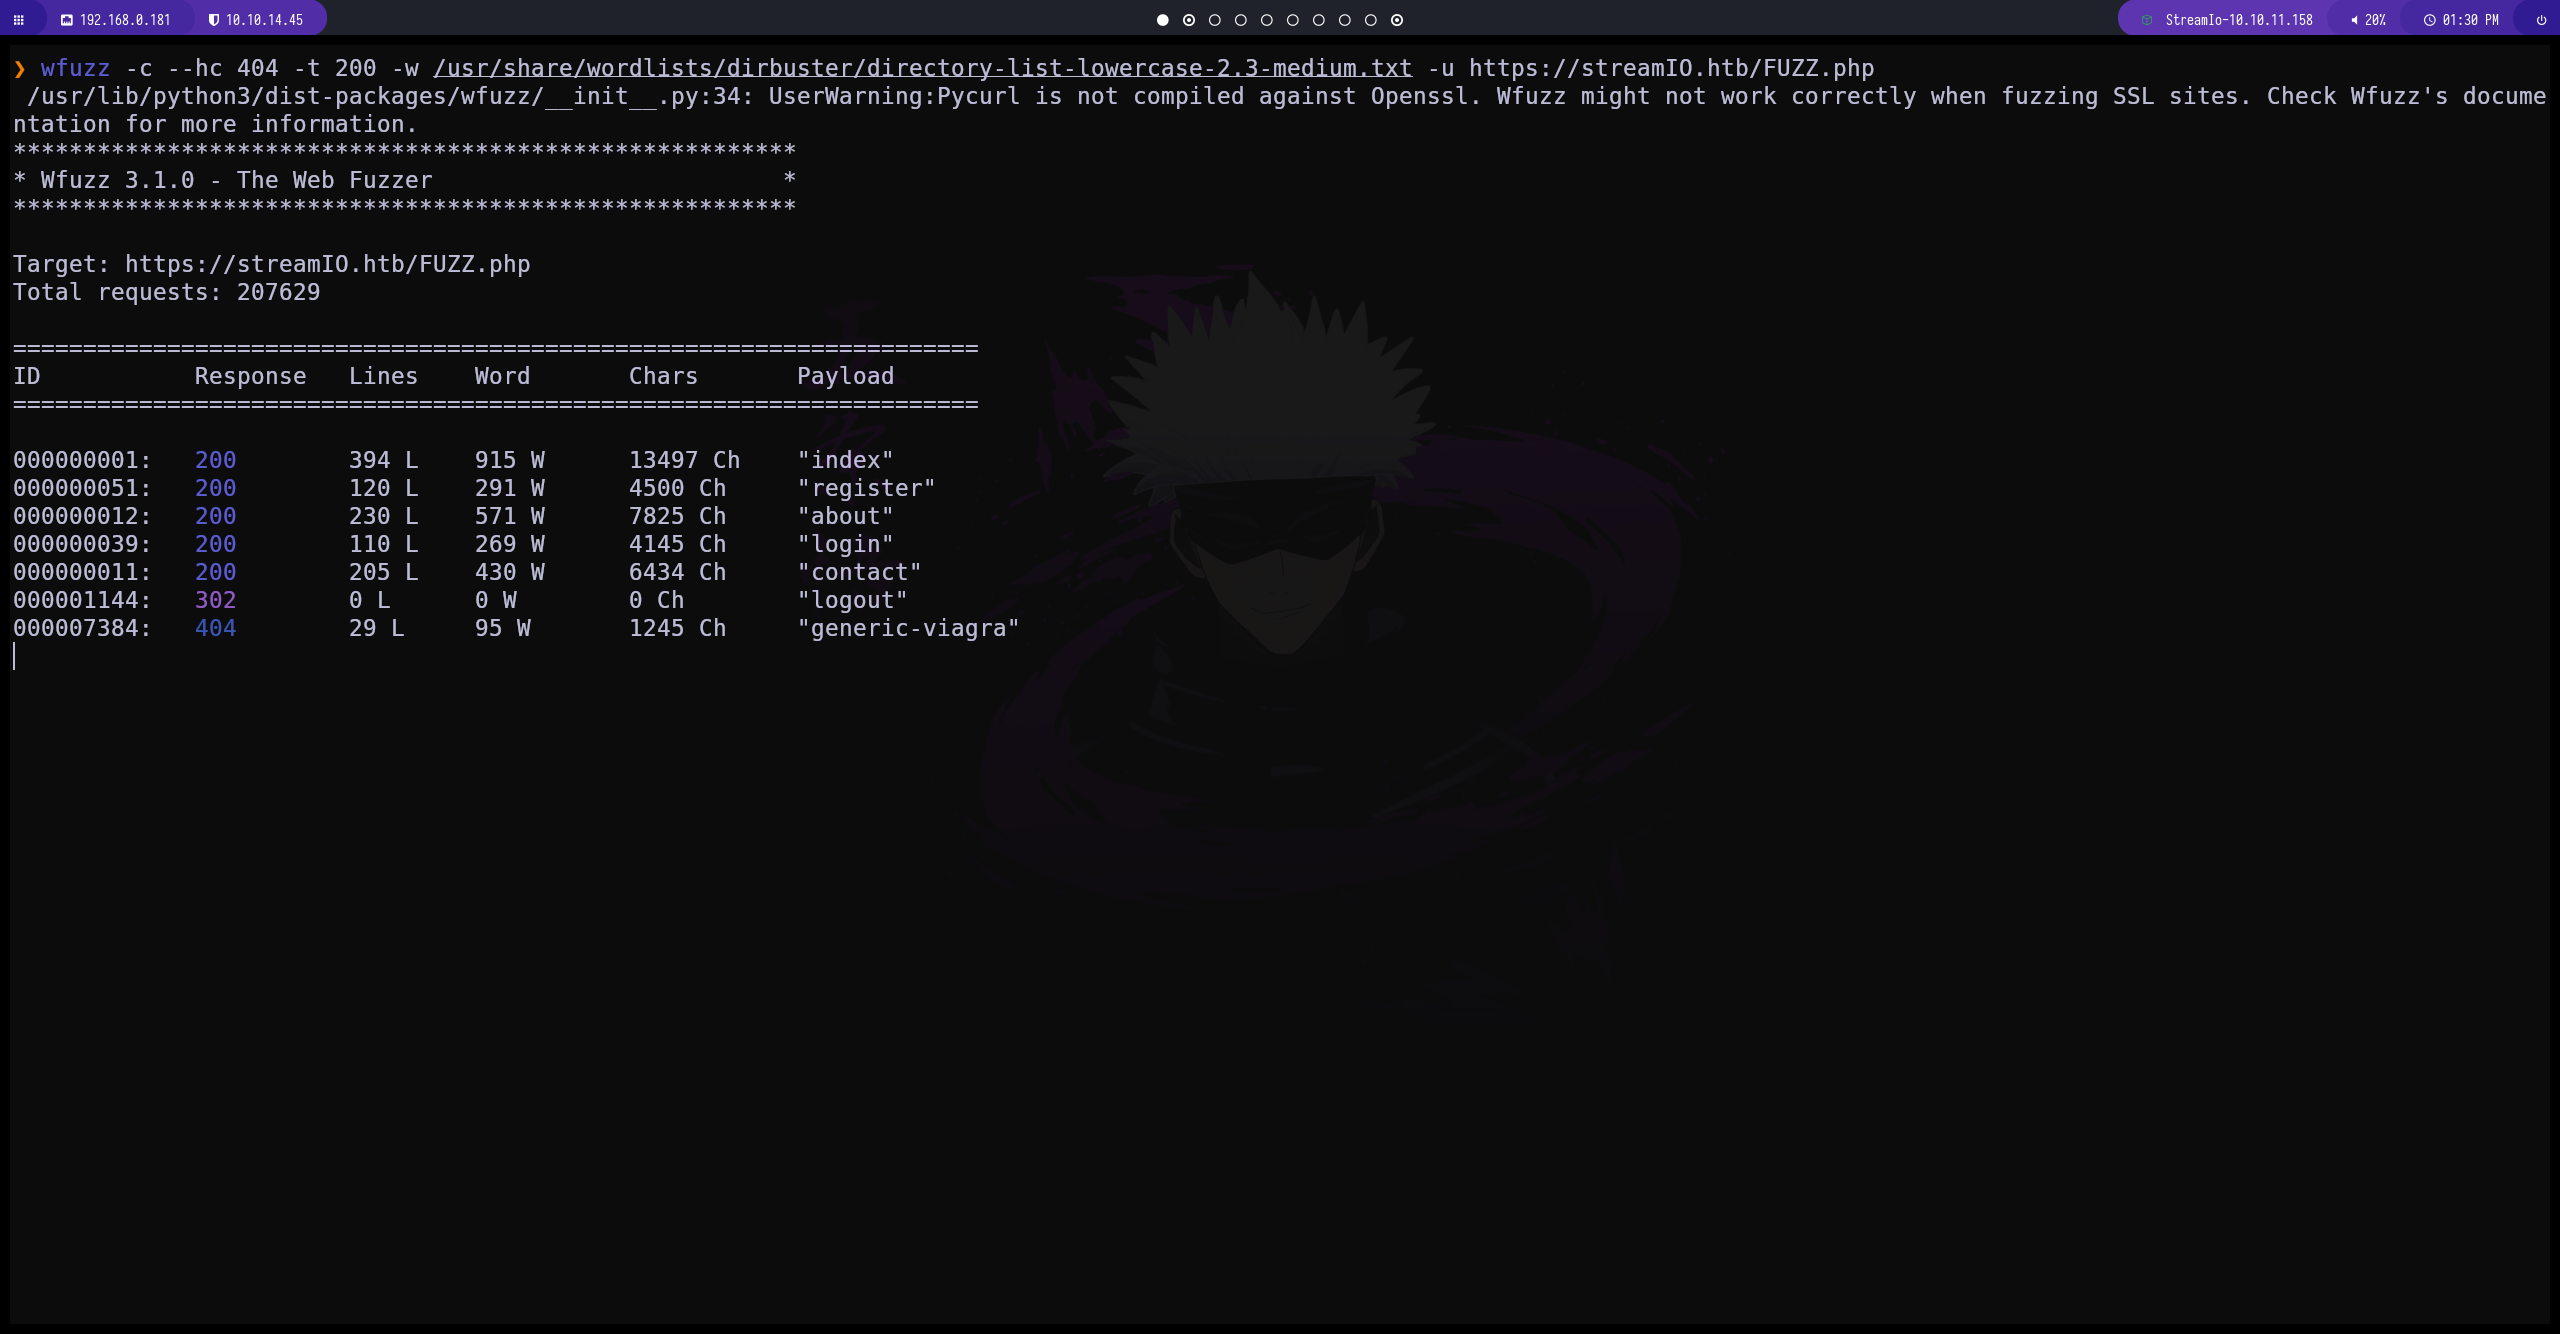 192.168.0.181 10.10.14.45 StreamIo-10.10.11.158 20% 01:30 PM
❯ wfuzz -c --hc 404 -t 200 -w /usr/share/wordlists/dirbuster/directory-list-lowercase-2.3-medium.txt -u https://streamIO.htb/FUZZ.php
/usr/lib/python3/dist-packages/wfuzz/__init__.py:34: UserWarning:Pycurl is not compiled against Openssl. Wfuzz might not work correctly when fuzzing SSL sites. Check Wfuzz's docume
ntation for more information.
********************************************************
* Wfuzz 3.1.0 - The Web Fuzzer                         *
********************************************************
Target: https://streamIO.htb/FUZZ.php
Total requests: 207629
=====================================================================
ID           Response   Lines    Word       Chars       Payload
=====================================================================
000000001:   200        394 L    915 W      13497 Ch    "index"
000000051:   200        120 L    291 W      4500 Ch     "register"
000000012:   200        230 L    571 W      7825 Ch     "about"
000000039:   200        110 L    269 W      4145 Ch     "login"
000000011:   200        205 L    430 W      6434 Ch     "contact"
000001144:   302        0 L      0 W        0 Ch        "logout"
000007384:   404        29 L     95 W       1245 Ch     "generic-viagra"